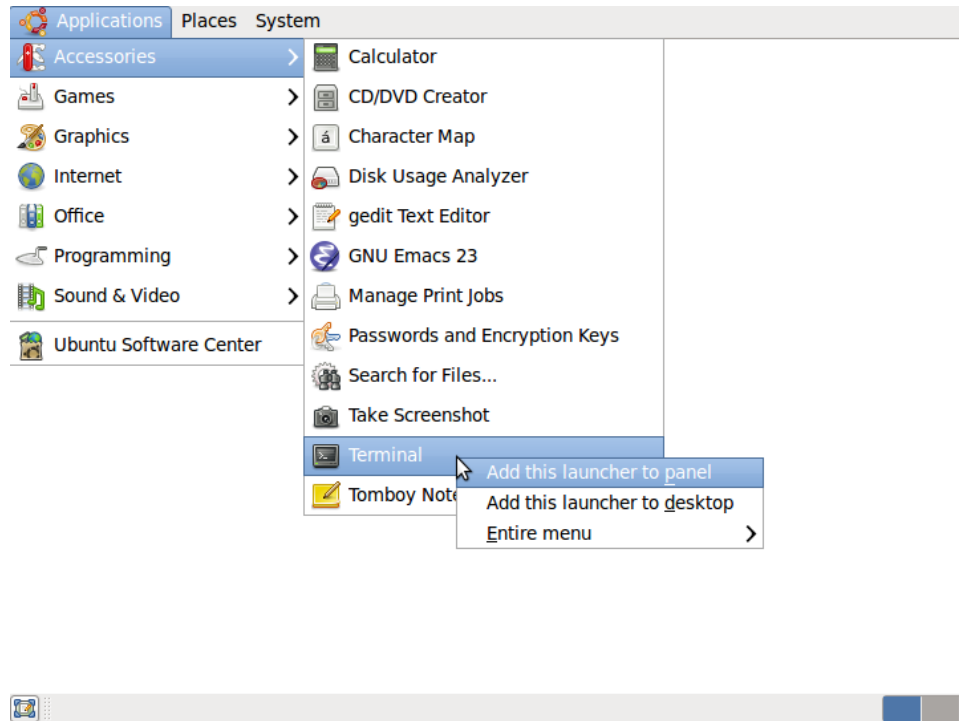 Applications Places System
Accessories
Games
Graphics
Internet
Office
Programming
Sound & Video
Ubuntu Software Center
Calculator
CD/DVD Creator
á Character Map
Disk Usage Analyzer
gedit Text Editor
GNU Emacs 23
Manage Print Jobs
Passwords and Encryption Keys
Search for Files...
Take Screenshot
Terminal
Tomboy Note
Add this launcher to panel
Add this launcher to desktop
Entire menu